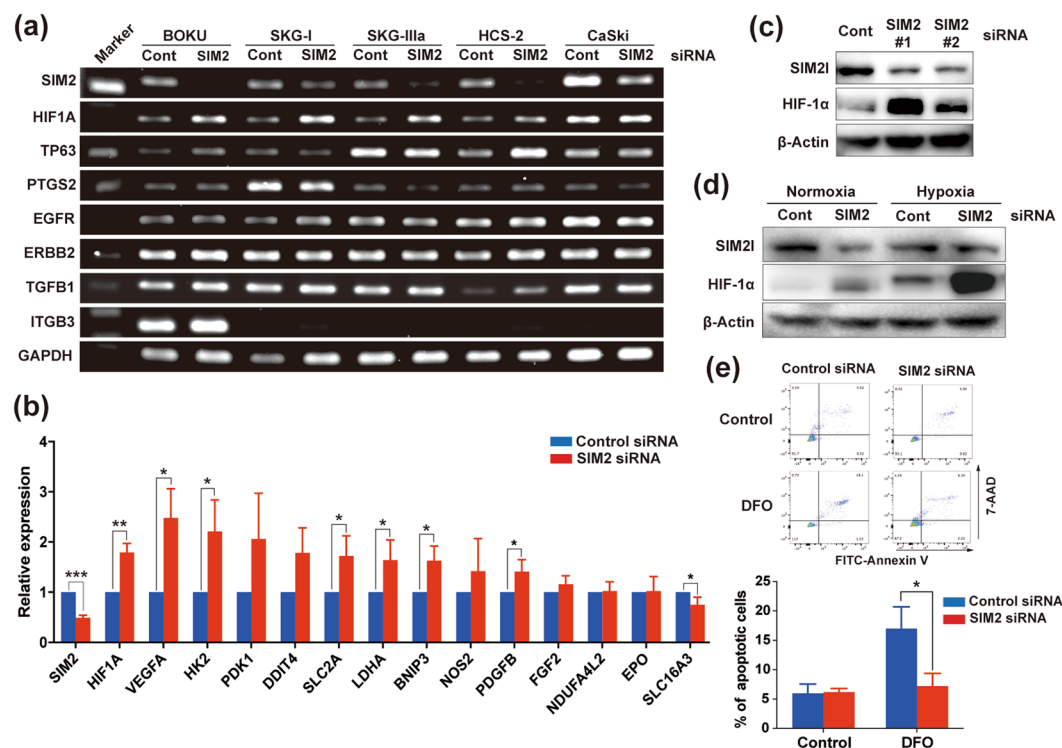 (a)
Marker
BOKU SKG-I SKG-IIIa HCS-2 CaSki
Cont SIM2 Cont SIM2 Cont SIM2 Cont SIM2 Cont SIM2 siRNA
SIM2
HIF1A
TP63
PTGS2
EGFR
ERBB2
TGFB1
ITGB3
GAPDH
(b)
Relative expression
4
3
2
1
0
Control siRNA
SIM2 siRNA
***
**
*
*
*
*
*
*
*
SIM2
HIF1A
VEGFA
HK2
PDK1
DDIT4
SLC2A
LDHA
BNIP3
NOS2
PDGFB
FGF2
NDUFA4L2
EPO
SLC16A3
(c)
Cont SIM2 #1 SIM2 #2 siRNA
SIM2l
HIF-1α
β-Actin
(d)
Normoxia Hypoxia
Cont SIM2 Cont SIM2 siRNA
SIM2l
HIF-1α
β-Actin
(e)
Control siRNA SIM2 siRNA
Control
DFO
7-AAD
FITC-Annexin V
% of apoptotic cells
25
20
15
10
5
0
Control siRNA
SIM2 siRNA
*
Control DFO